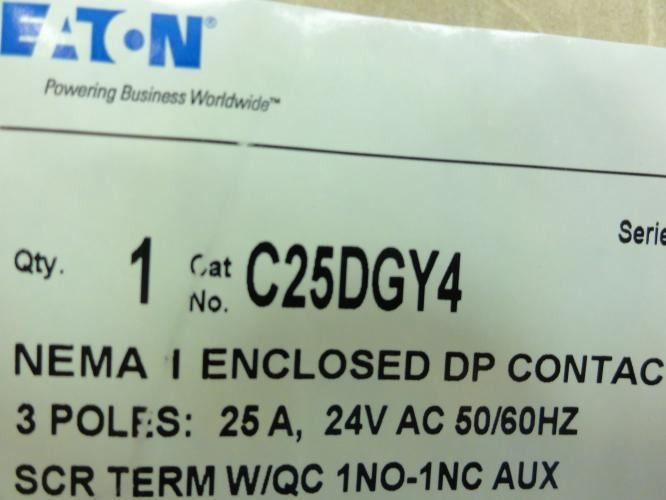 EATON®
Powering Business Worldwide™
Serie
Qty. 1 Cat No. C25DGY4
NEMA 1 ENCLOSED DP CONTAC
3 POLES: 25 A, 24V AC 50/60HZ
SCR TERM W/QC 1NO-1NC AUX